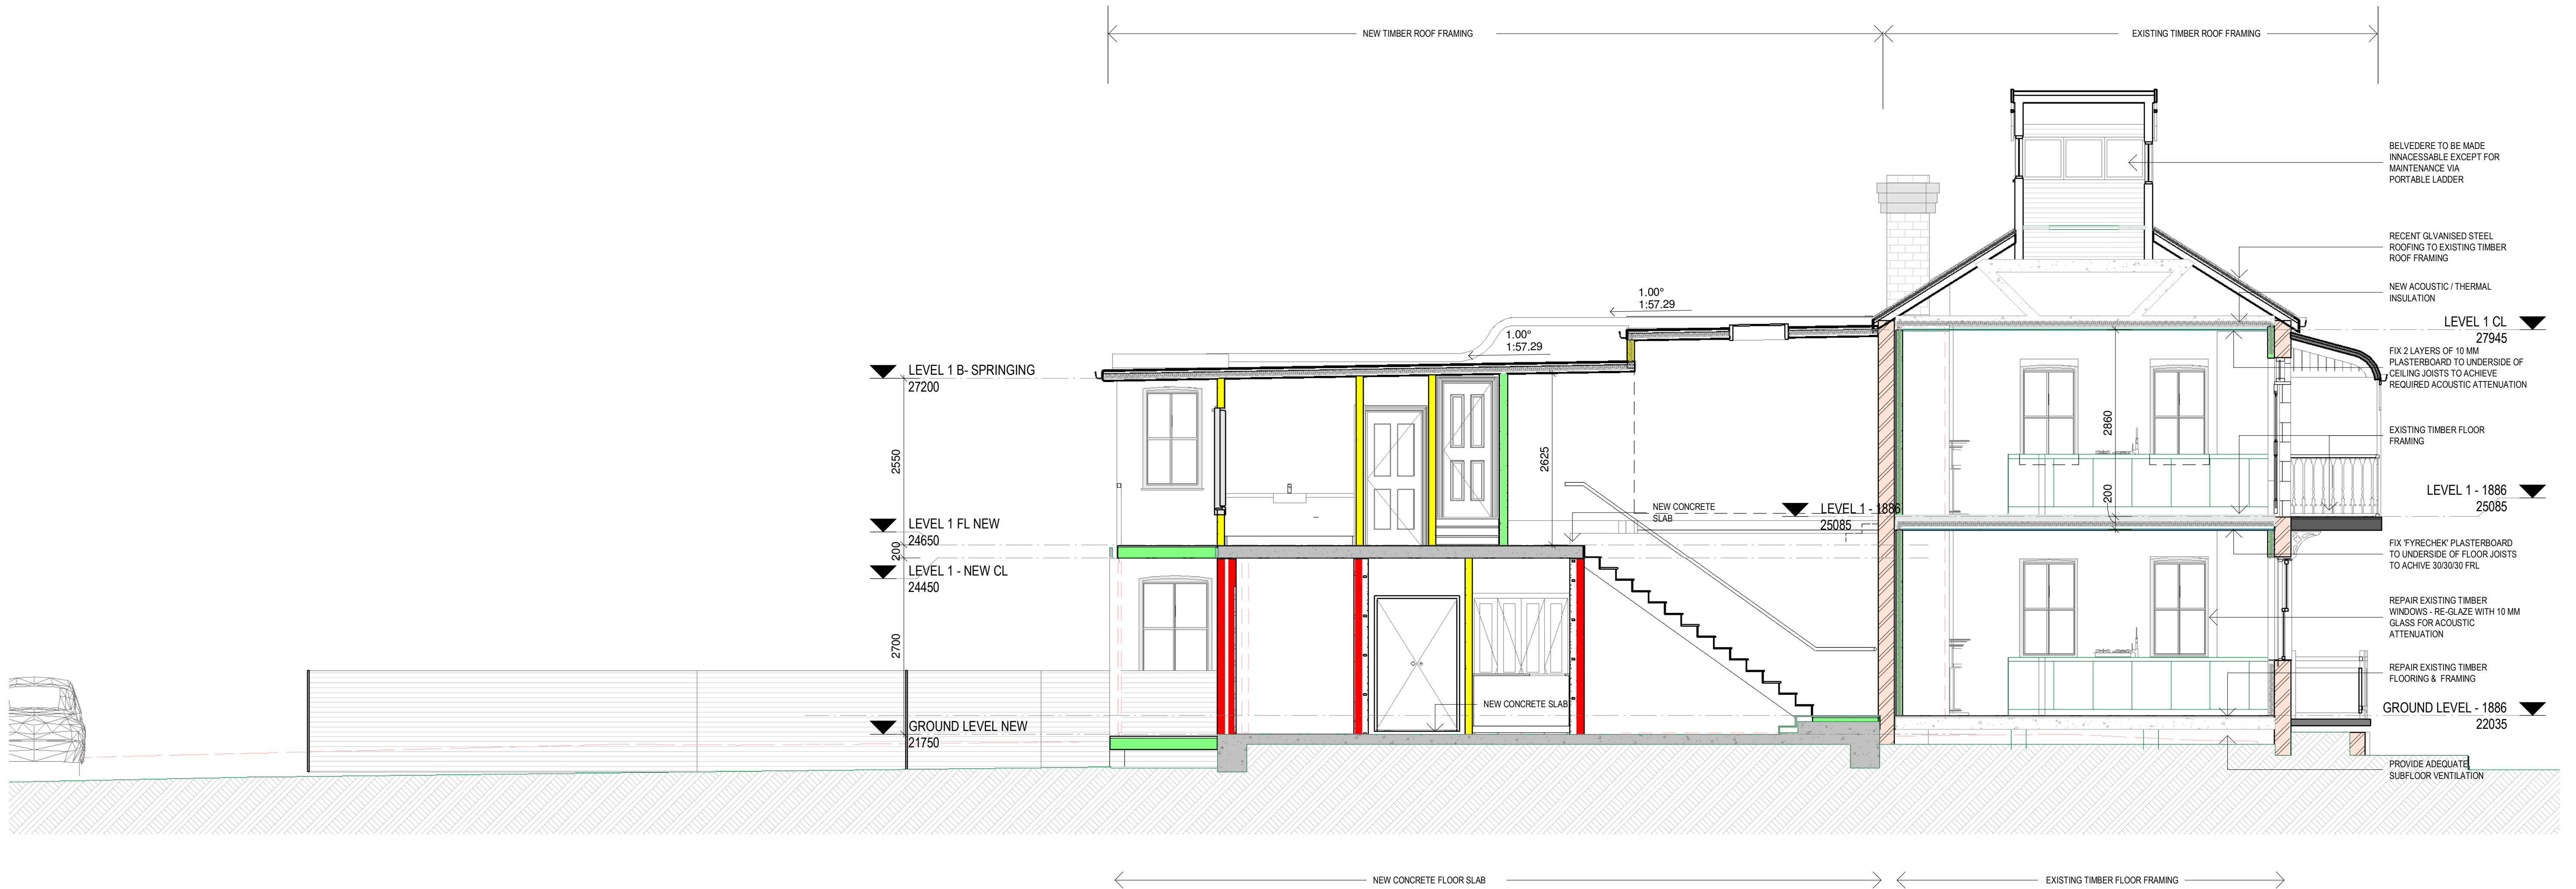 NEW TIMBER ROOF FRAMING
EXISTING TIMBER ROOF FRAMING
BELVEDERE TO BE MADE
INNACESSABLE EXCEPT FOR
MAINTENANCE VIA
PORTABLE LADDER
RECENT GLVANISED STEEL
ROOFING TO EXISTING TIMBER
ROOF FRAMING
NEW ACOUSTIC / THERMAL
INSULATION
1.00°
1:57.29
1.00°
1:57.29
LEVEL 1 CL
27945
FIX 2 LAYERS OF 10 MM
PLASTERBOARD TO UNDERSIDE OF
CEILING JOISTS TO ACHIEVE
REQUIRED ACOUSTIC ATTENUATION
LEVEL 1 B- SPRINGING
27200
2550
2625
2860
EXISTING TIMBER FLOOR
FRAMING
200
LEVEL 1 - 1886
25085
NEW CONCRETE
SLAB
LEVEL 1 - 1886
25085
LEVEL 1 FL NEW
24650
200
LEVEL 1 - NEW CL
24450
FIX 'FYRECHEK' PLASTERBOARD
TO UNDERSIDE OF FLOOR JOISTS
TO ACHIVE 30/30/30 FRL
REPAIR EXISTING TIMBER
WINDOWS - RE-GLAZE WITH 10 MM
GLASS FOR ACOUSTIC
ATTENUATION
2700
REPAIR EXISTING TIMBER
FLOORING & FRAMING
NEW CONCRETE SLAB
GROUND LEVEL - 1886
22035
GROUND LEVEL NEW
21750
PROVIDE ADEQUATE
SUBFLOOR VENTILATION
NEW CONCRETE FLOOR SLAB
EXISTING TIMBER FLOOR FRAMING